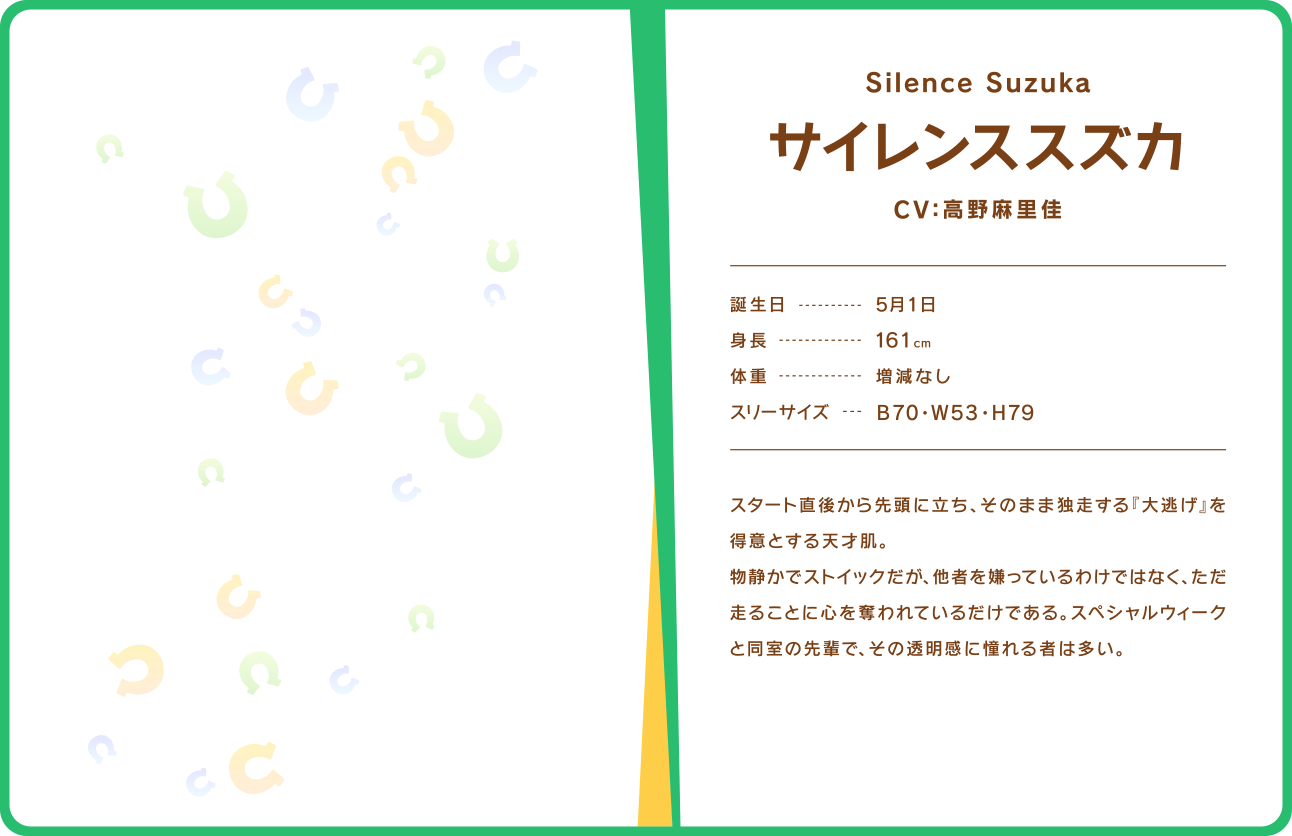 Silence Suzuka
サイレンススズカ
CV:高野麻里佳
誕生日 ---------- 5月1日
身長 ------------- 161cm
体重 ------------- 増減なし
スリーサイズ --- B70・W53・H79
スタート直後から先頭に立ち、そのまま独走する『大逃げ』を
得意とする天才肌。
物静かでストイックだが、他者を嫌っているわけではなく、ただ
走ることに心を奪われているだけである。スペシャルウィーク
と同室の先輩で、その透明感に憧れる者は多い。